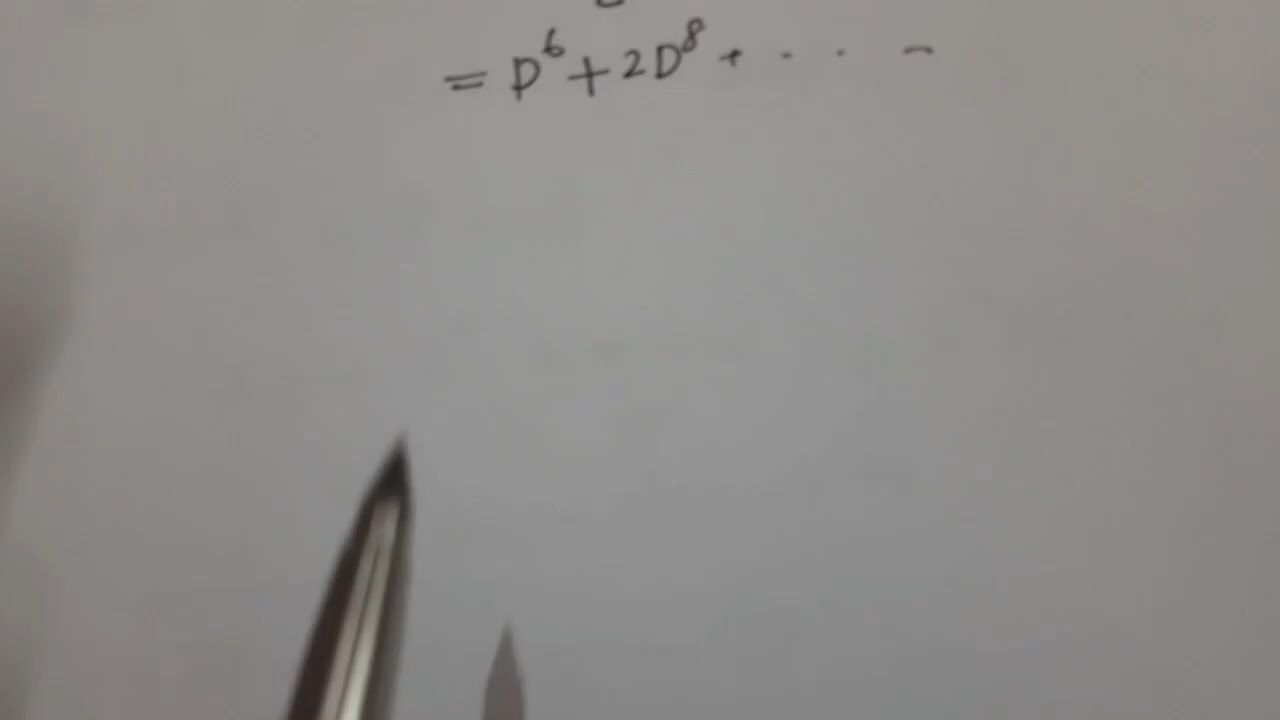 = D⁶ + 2D⁸ + . . . -